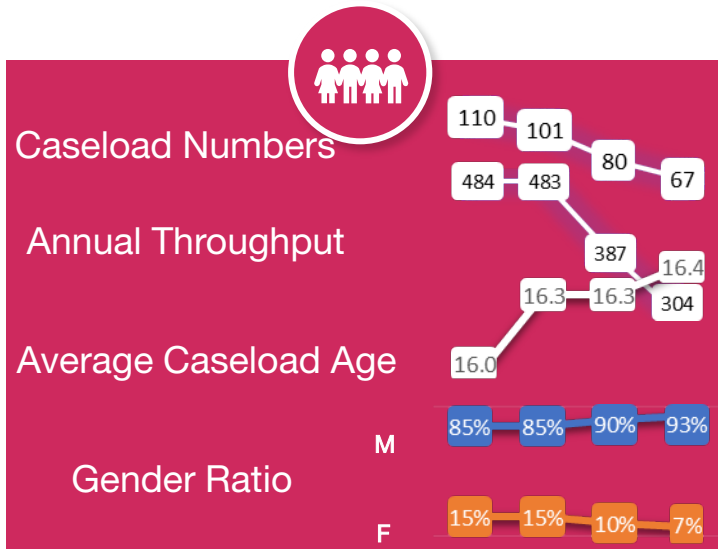 Caseload Numbers
110 101 80 67
Annual Throughput
484 483 387 304
Average Caseload Age
16.0 16.3 16.3 16.4
Gender Ratio
M
85% 85% 90% 93%
F
15% 15% 10% 7%